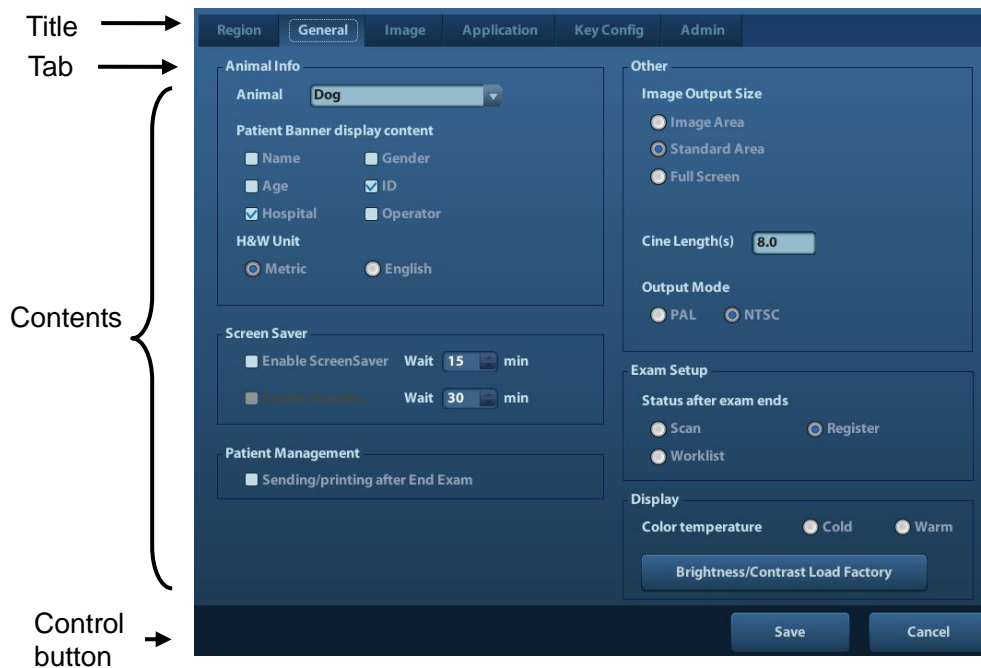 Title
Region General Image Application Key Config Admin
Tab
Animal Info
Animal Dog
Patient Banner display content
Name Gender
Age ID
Hospital Operator
H&W Unit
Metric English
Contents
Screen Saver
Enable ScreenSaver Wait 15 min
Wait 30 min
Patient Management
Sending/printing after End Exam
Other
Image Output Size
Image Area
Standard Area
Full Screen
Cine Length(s) 8.0
Output Mode
PAL NTSC
Exam Setup
Status after exam ends
Scan Register
Worklist
Display
Color temperature Cold Warm
Brightness/Contrast Load Factory
Control
button
Save Cancel